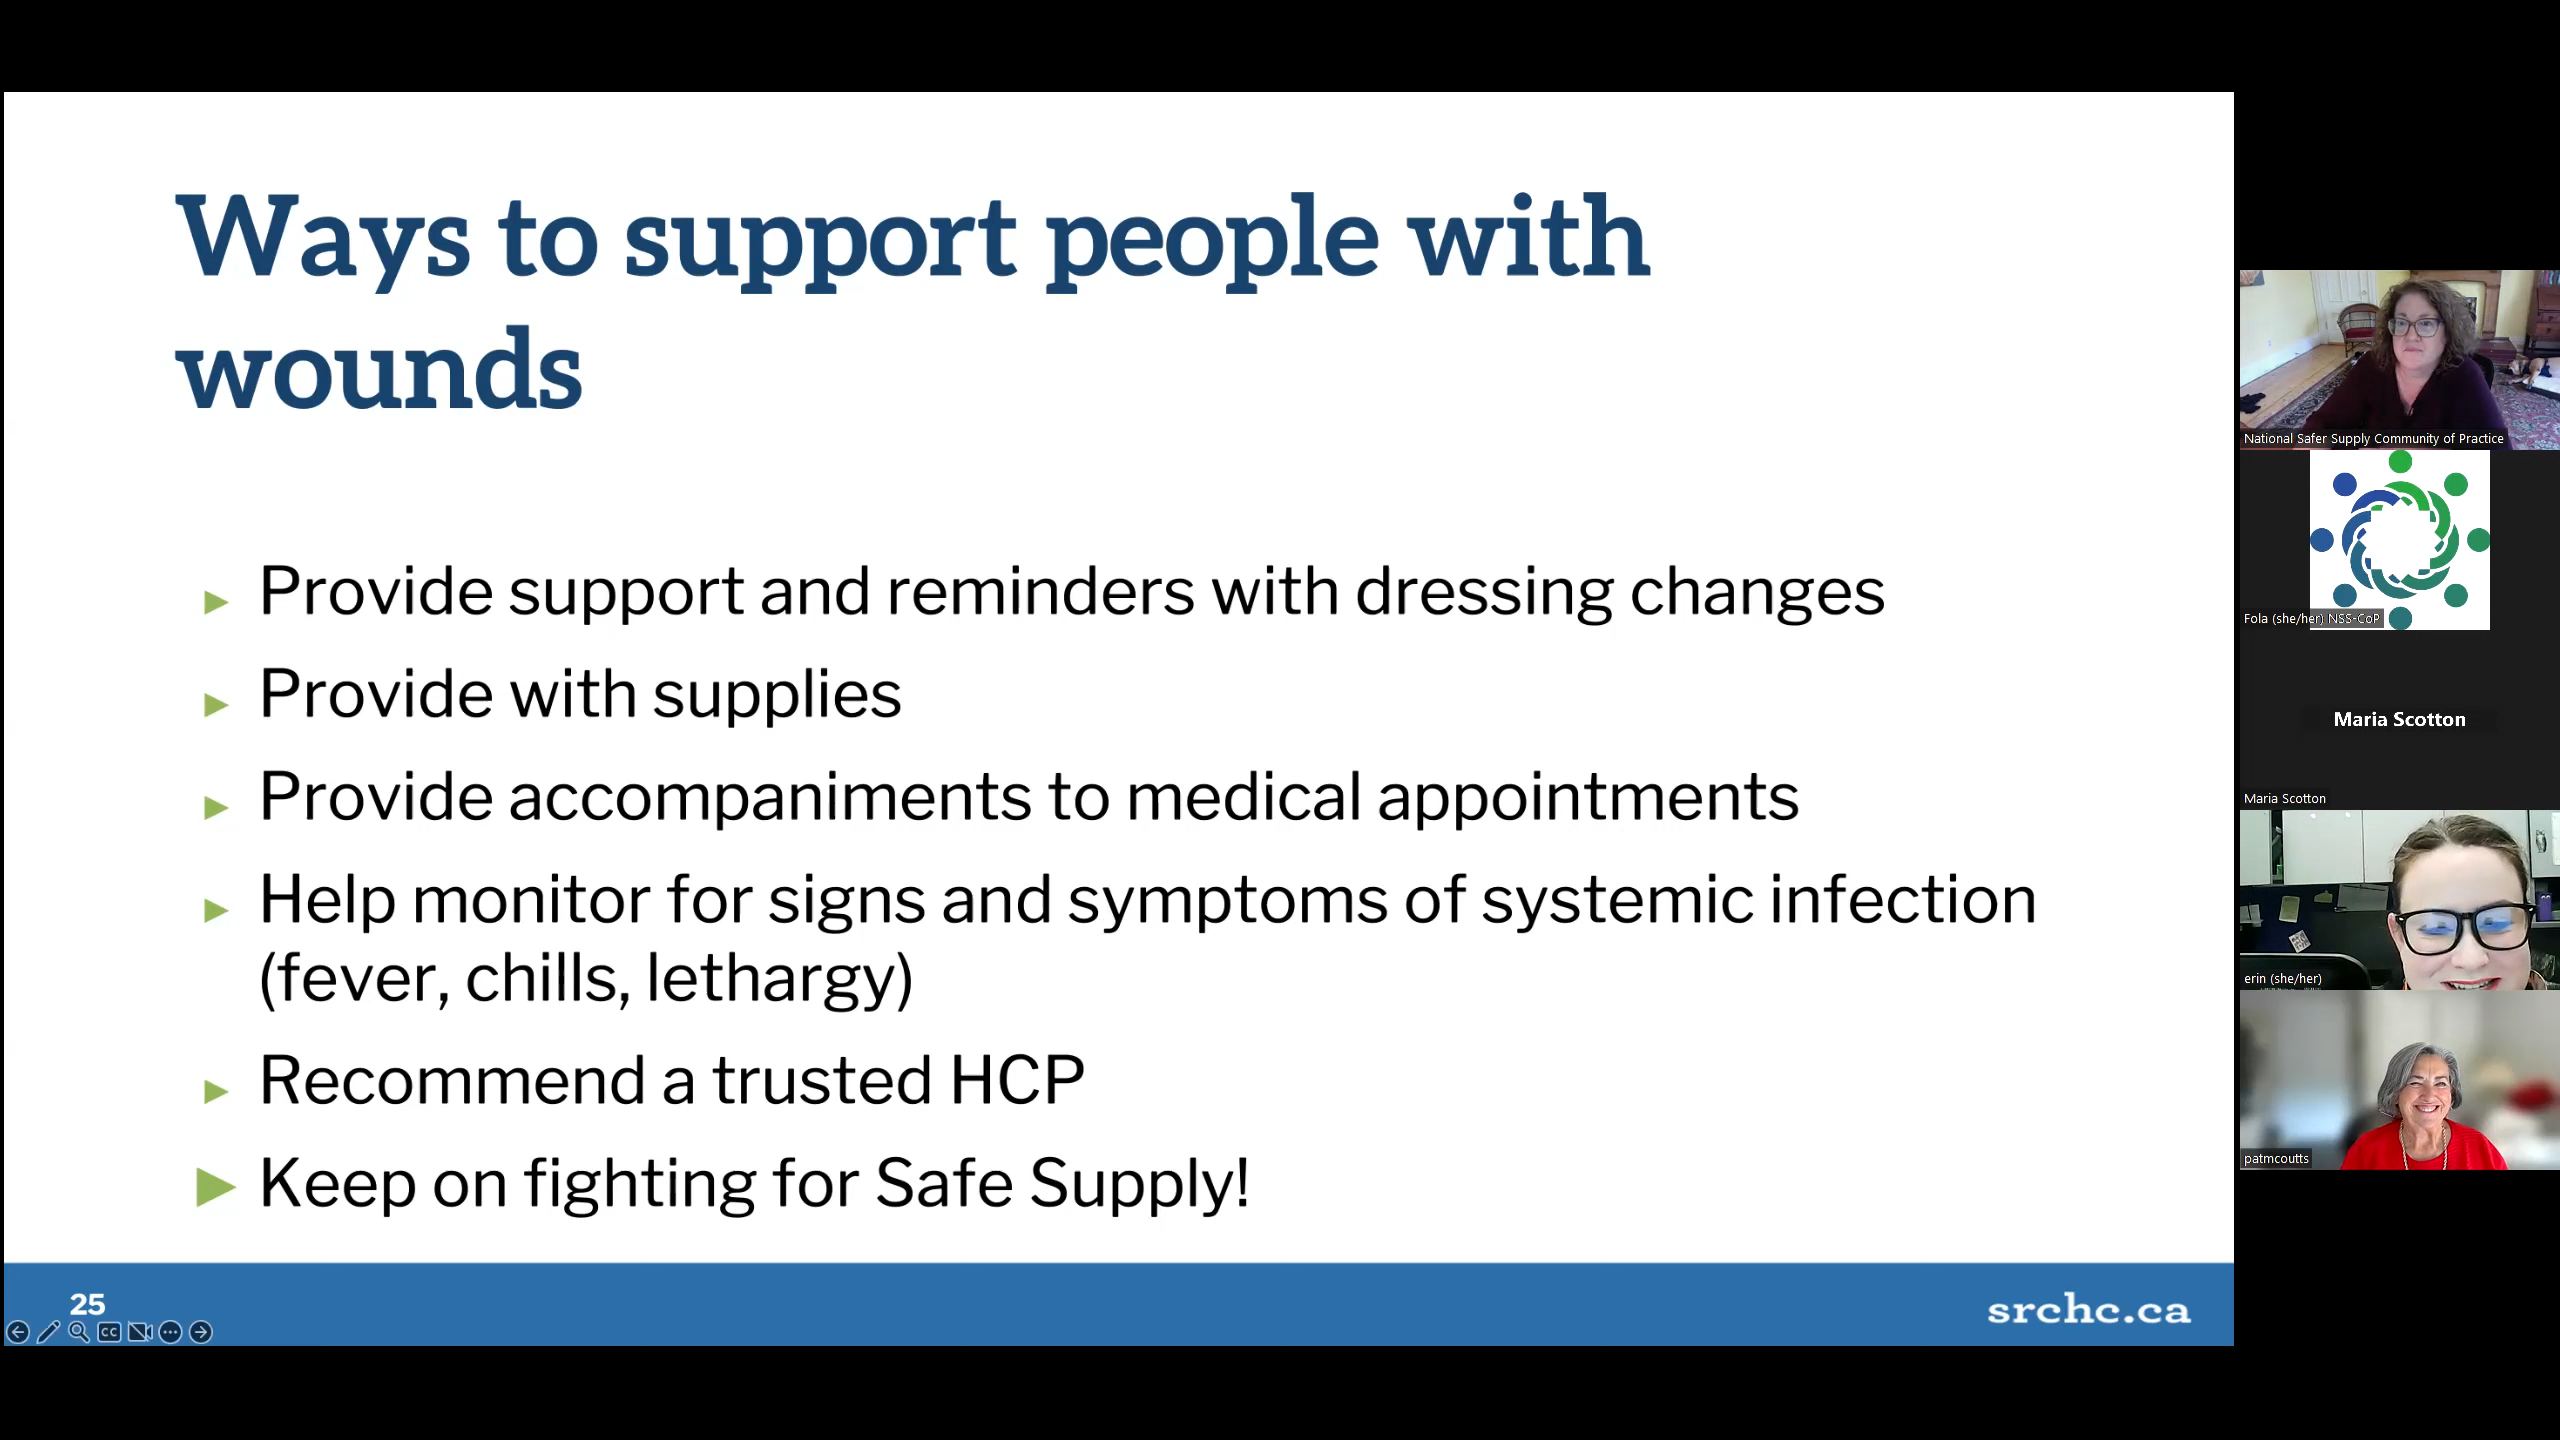 Ways to support people with
wounds
Provide support and reminders with dressing changes
Provide with supplies
Provide accompaniments to medical appointments
Help monitor for signs and symptoms of systemic infection
(fever, chills, lethargy)
Recommend a trusted HCP
Keep on fighting for Safe Supply!
25
CC
srchc.ca
National Safer Supply Community of Practice
Fola (she/her) NSS-CoP
Maria Scotton
Maria Scotton
erin (she/her)
patmcoutts